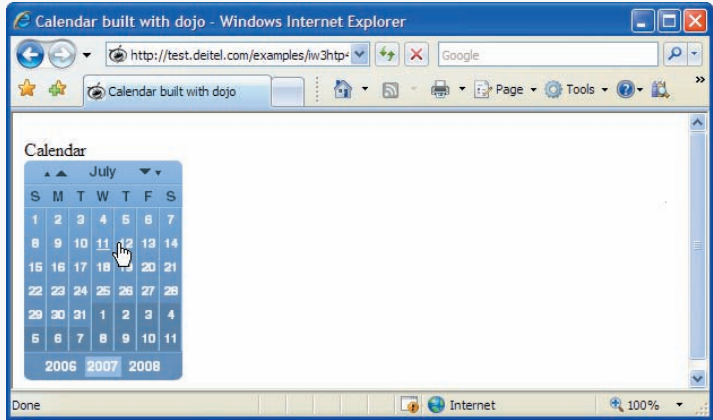 Calendar built with dojo - Windows Internet Explorer
http://test.deitel.com/examples/iw3htp4 Google
Calendar built with dojo Page Tools
Calendar
July
S M T W T F S
1 2 3 4 5 6 7
8 9 10 11 12 13 14
15 16 17 18 20 21
22 23 24 25 26 27 28
29 30 31 1 2 3 4
5 6 7 8 9 10 11
2006 2007 2008
Done Internet 100%